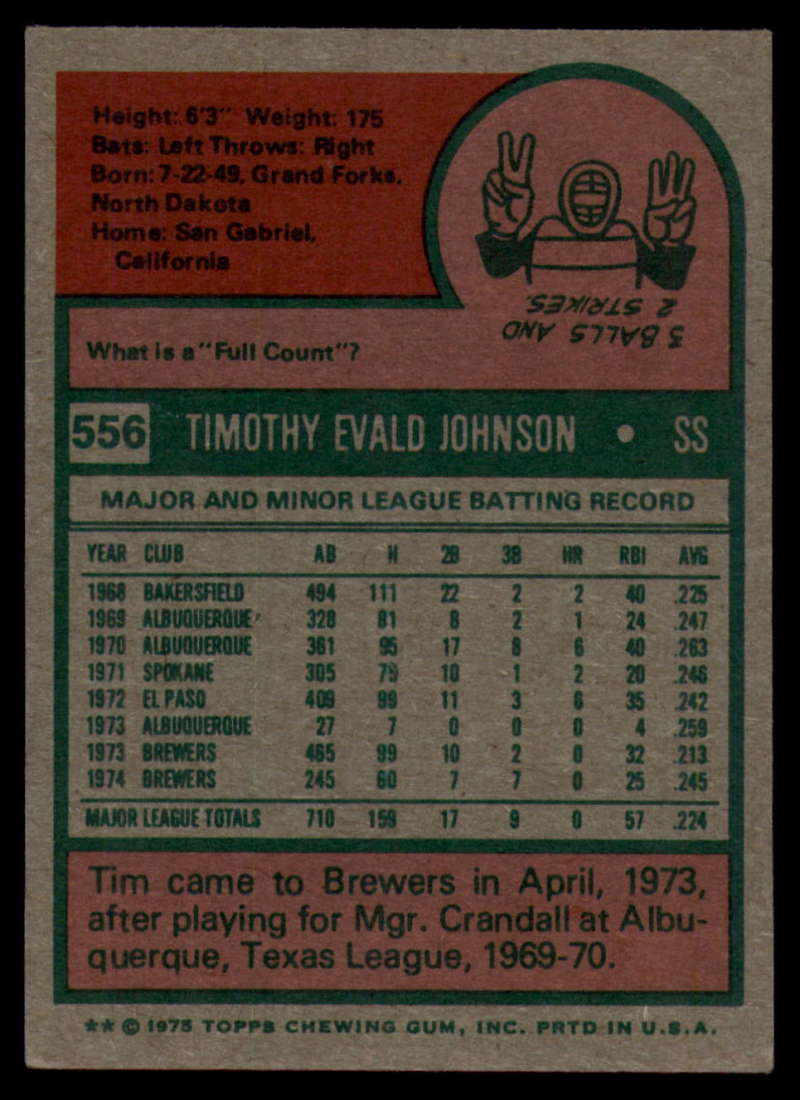 Height: 6'3" Weight: 175
Bats: Left Throws: Right
Born: 7-22-49, Grand Forks,
North Dakota
Home: San Gabriel,
California
3 BALLS AND
2 STRIKES.
What is a "Full Count"?
556 TIMOTHY EVALD JOHNSON • SS
MAJOR AND MINOR LEAGUE BATTING RECORD
YEAR CLUB AB H 2B 3B HR RBI AVG
1968 BAKERSFIELD 494 111 22 2 2 40 .225
1969 ALBUQUERQUE 328 81 8 2 1 24 .247
1970 ALBUQUERQUE 361 95 17 8 6 40 .263
1971 SPOKANE 305 75 10 1 2 20 .246
1972 EL PASO 409 99 11 3 6 35 .242
1973 ALBUQUERQUE 27 7 0 0 0 4 .259
1973 BREWERS 465 99 10 2 0 32 .213
1974 BREWERS 245 60 7 7 0 25 .245
MAJOR LEAGUE TOTALS 710 159 17 9 0 57 .224
Tim came to Brewers in April, 1973,
after playing for Mgr. Crandall at Albu-
querque, Texas League, 1969-70.
** © 1975 TOPPS CHEWING GUM, INC. PRTD IN U.S.A.